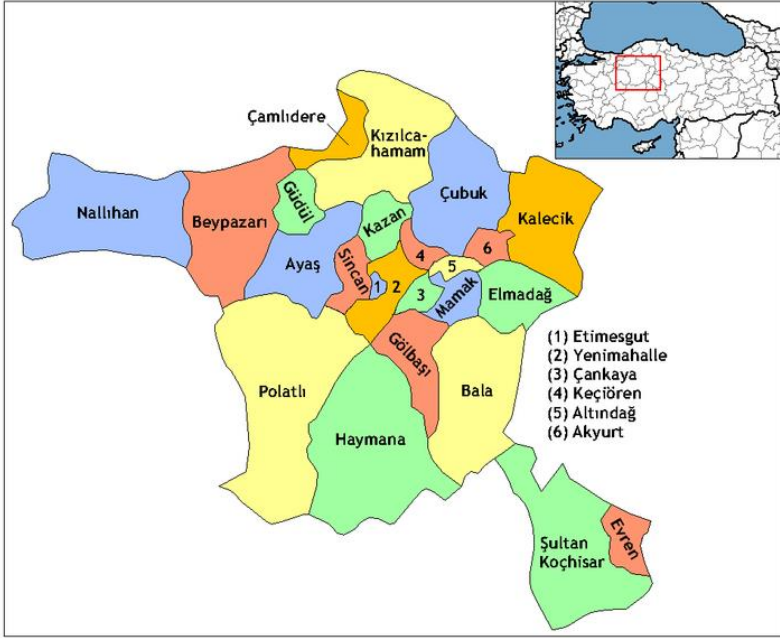 Çamlıdere
Kızılca-
hamam
Çubuk
Nallıhan
Beypazarı
Güdül
Kazan
Kalecik
Ayaş
Sincan
1
2
3
4
5
6
Mamak
Elmadağ
Gölbaşı
Polatlı
Bala
Haymana
(1) Etimesgut
(2) Yenimahalle
(3) Çankaya
(4) Keçiören
(5) Altındağ
(6) Akyurt
Şultan
Koçhisar
Evren